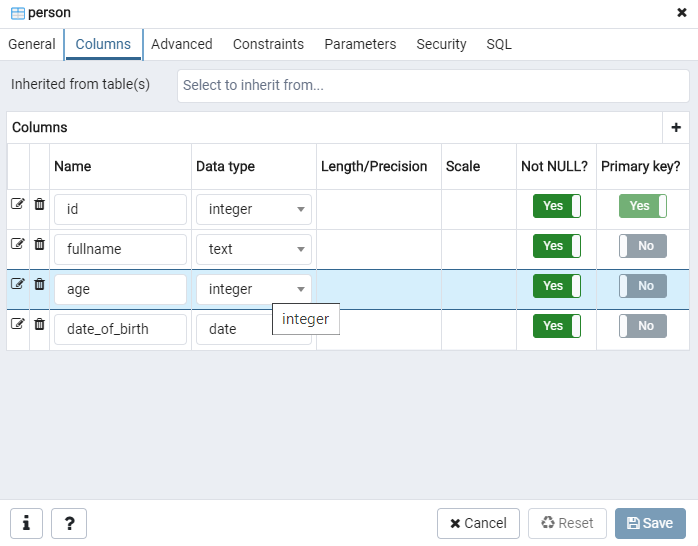 person
General Columns Advanced Constraints Parameters Security SQL
Inherited from table(s) Select to inherit from...
Columns
Name Data type Length/Precision Scale Not NULL? Primary key?
id integer Yes Yes
fullname text Yes No
age integer Yes No
integer
date_of_birth date Yes No
i ? Cancel Reset Save